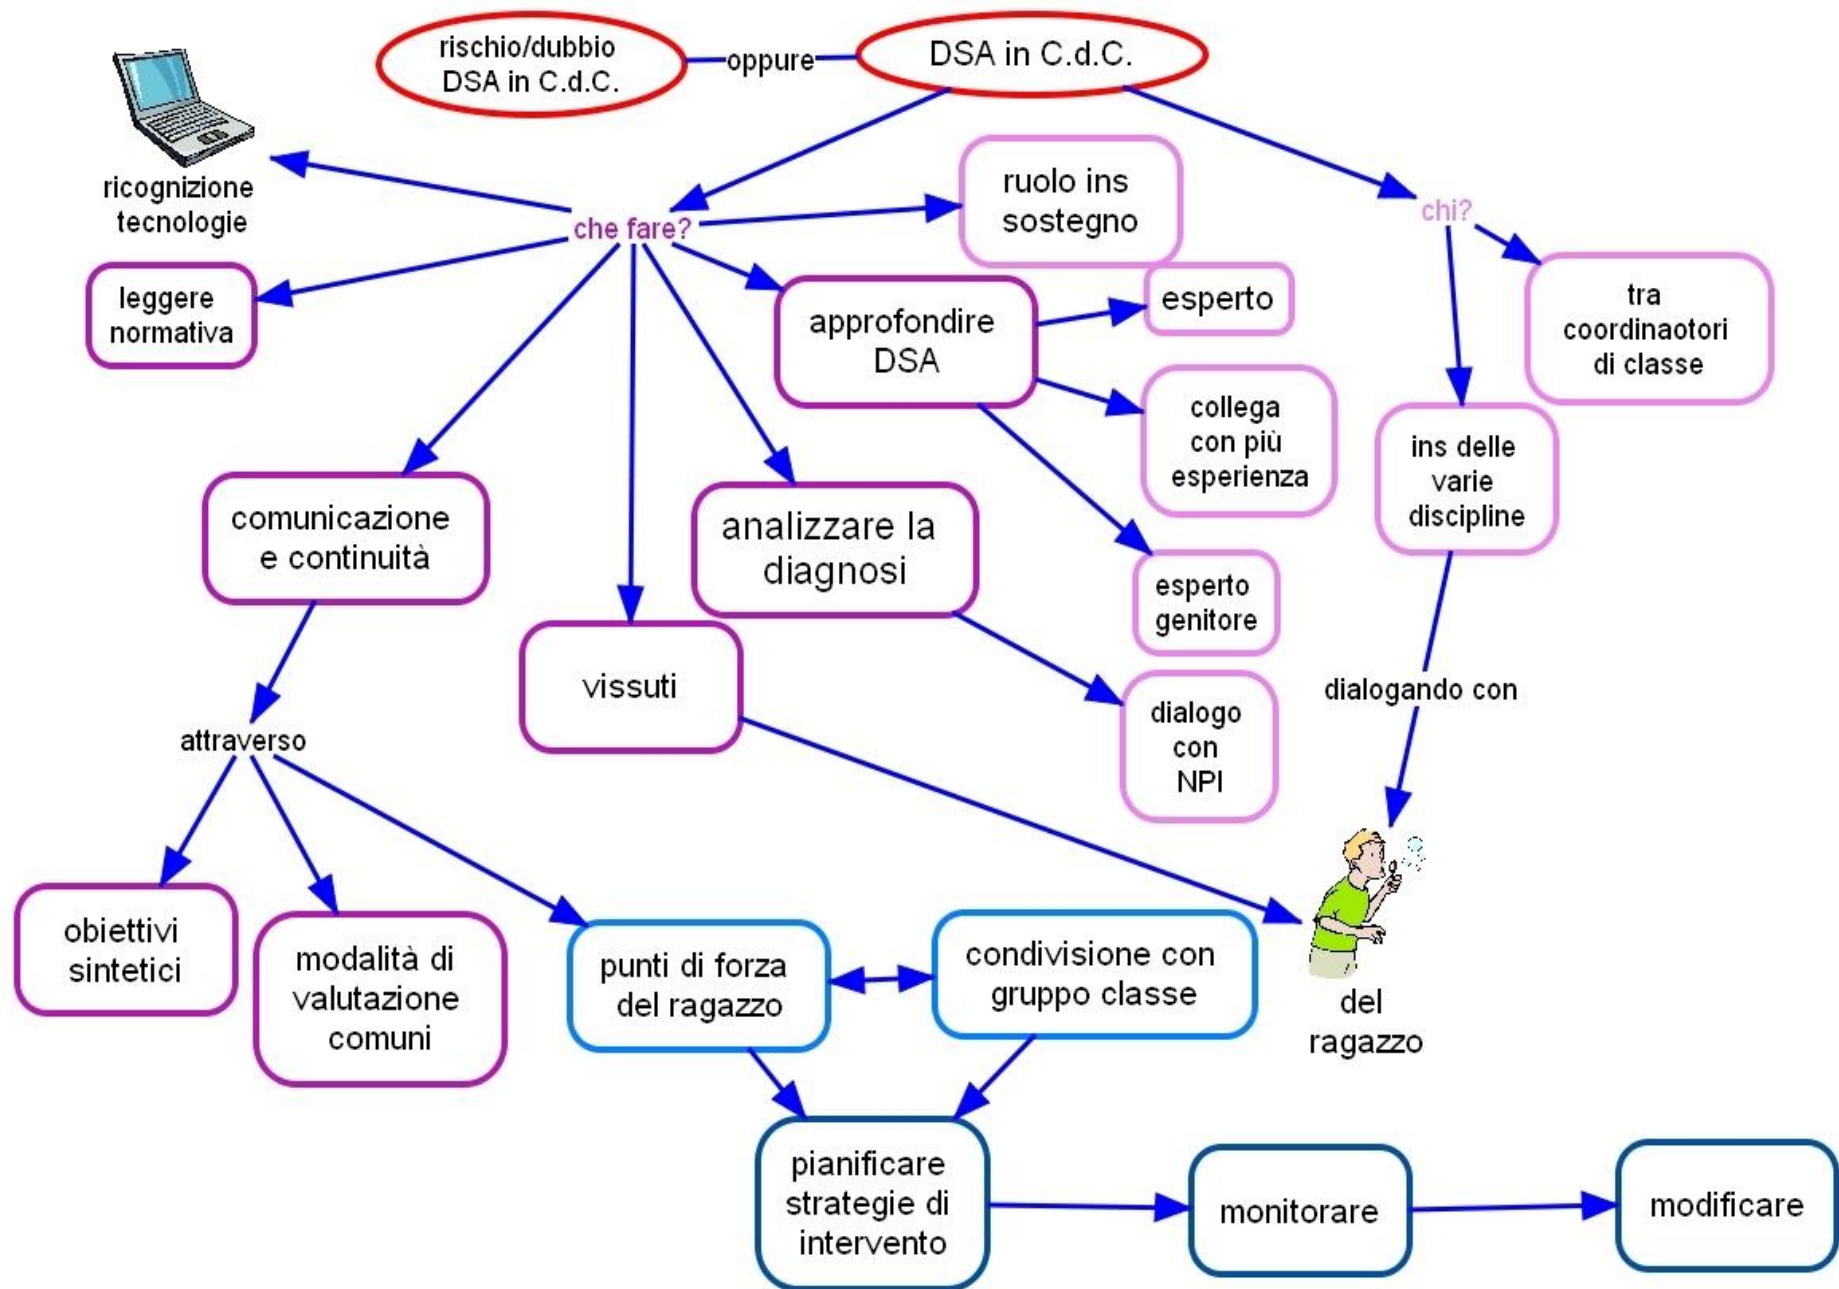 rischio/dubbio
DSA in C.d.C.
oppure
DSA in C.d.C.
ricognizione
tecnologie
che fare?
ruolo ins
sostegno
chi?
leggere
normativa
approfondire
DSA
esperto
tra
coordinaotori
di classe
collega
con più
esperienza
ins delle
varie
discipline
comunicazione
e continuità
analizzare la
diagnosi
esperto
genitore
vissuti
dialogo
con
NPI
dialogando con
attraverso
obiettivi
sintetici
modalità di
valutazione
comuni
punti di forza
del ragazzo
condivisione con
gruppo classe
del
ragazzo
pianificare
strategie di
intervento
monitorare
modificare